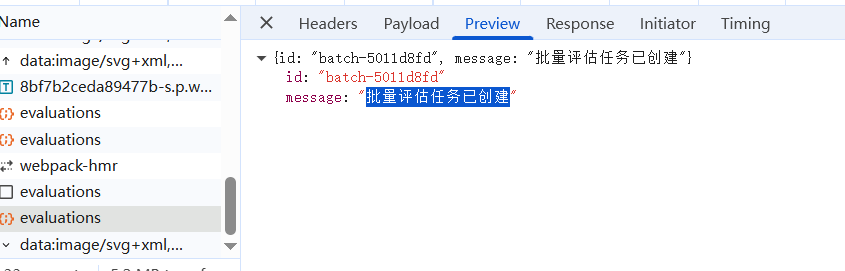 Name
data:image/svg+xml,...
8bf7b2ceda89477b-s.p.w...
evaluations
evaluations
webpack-hmr
evaluations
evaluations
data:image/svg+xml,...
Headers Payload Preview Response Initiator Timing
{id: "batch-5011d8fd", message: "批量评估任务已创建"}
id: "batch-5011d8fd"
message: "批量评估任务已创建"